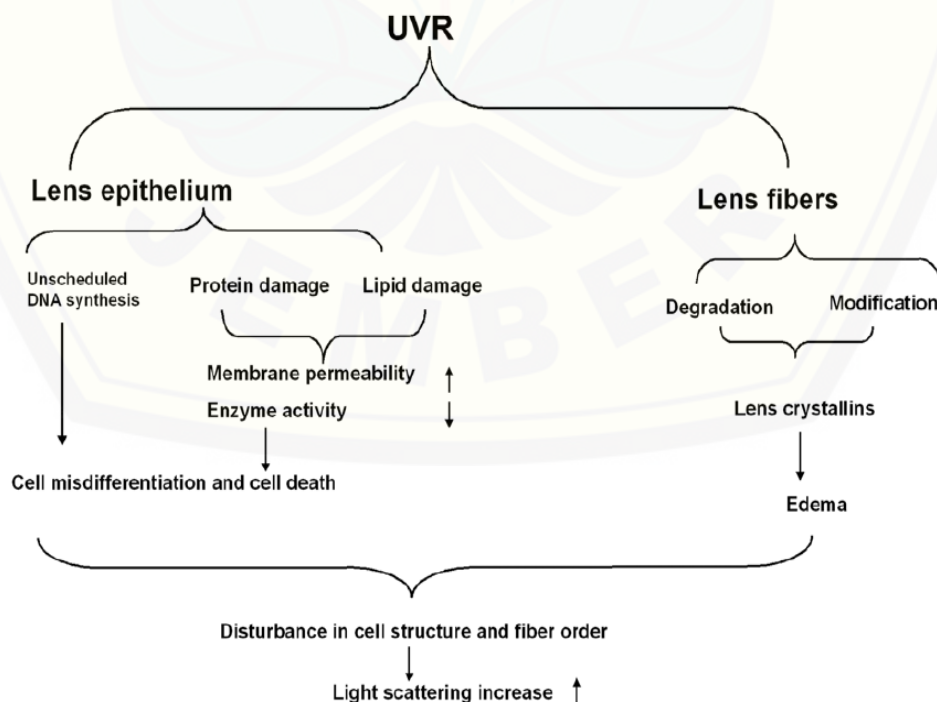 UVR
Lens epithelium
Lens fibers
Unscheduled
DNA synthesis
Protein damage
Lipid damage
Degradation
Modification
Membrane permeability ↑
Enzyme activity ↓
Lens crystallins
Cell misdifferentiation and cell death
Edema
Disturbance in cell structure and fiber order
Light scattering increase ↑
JEMBER